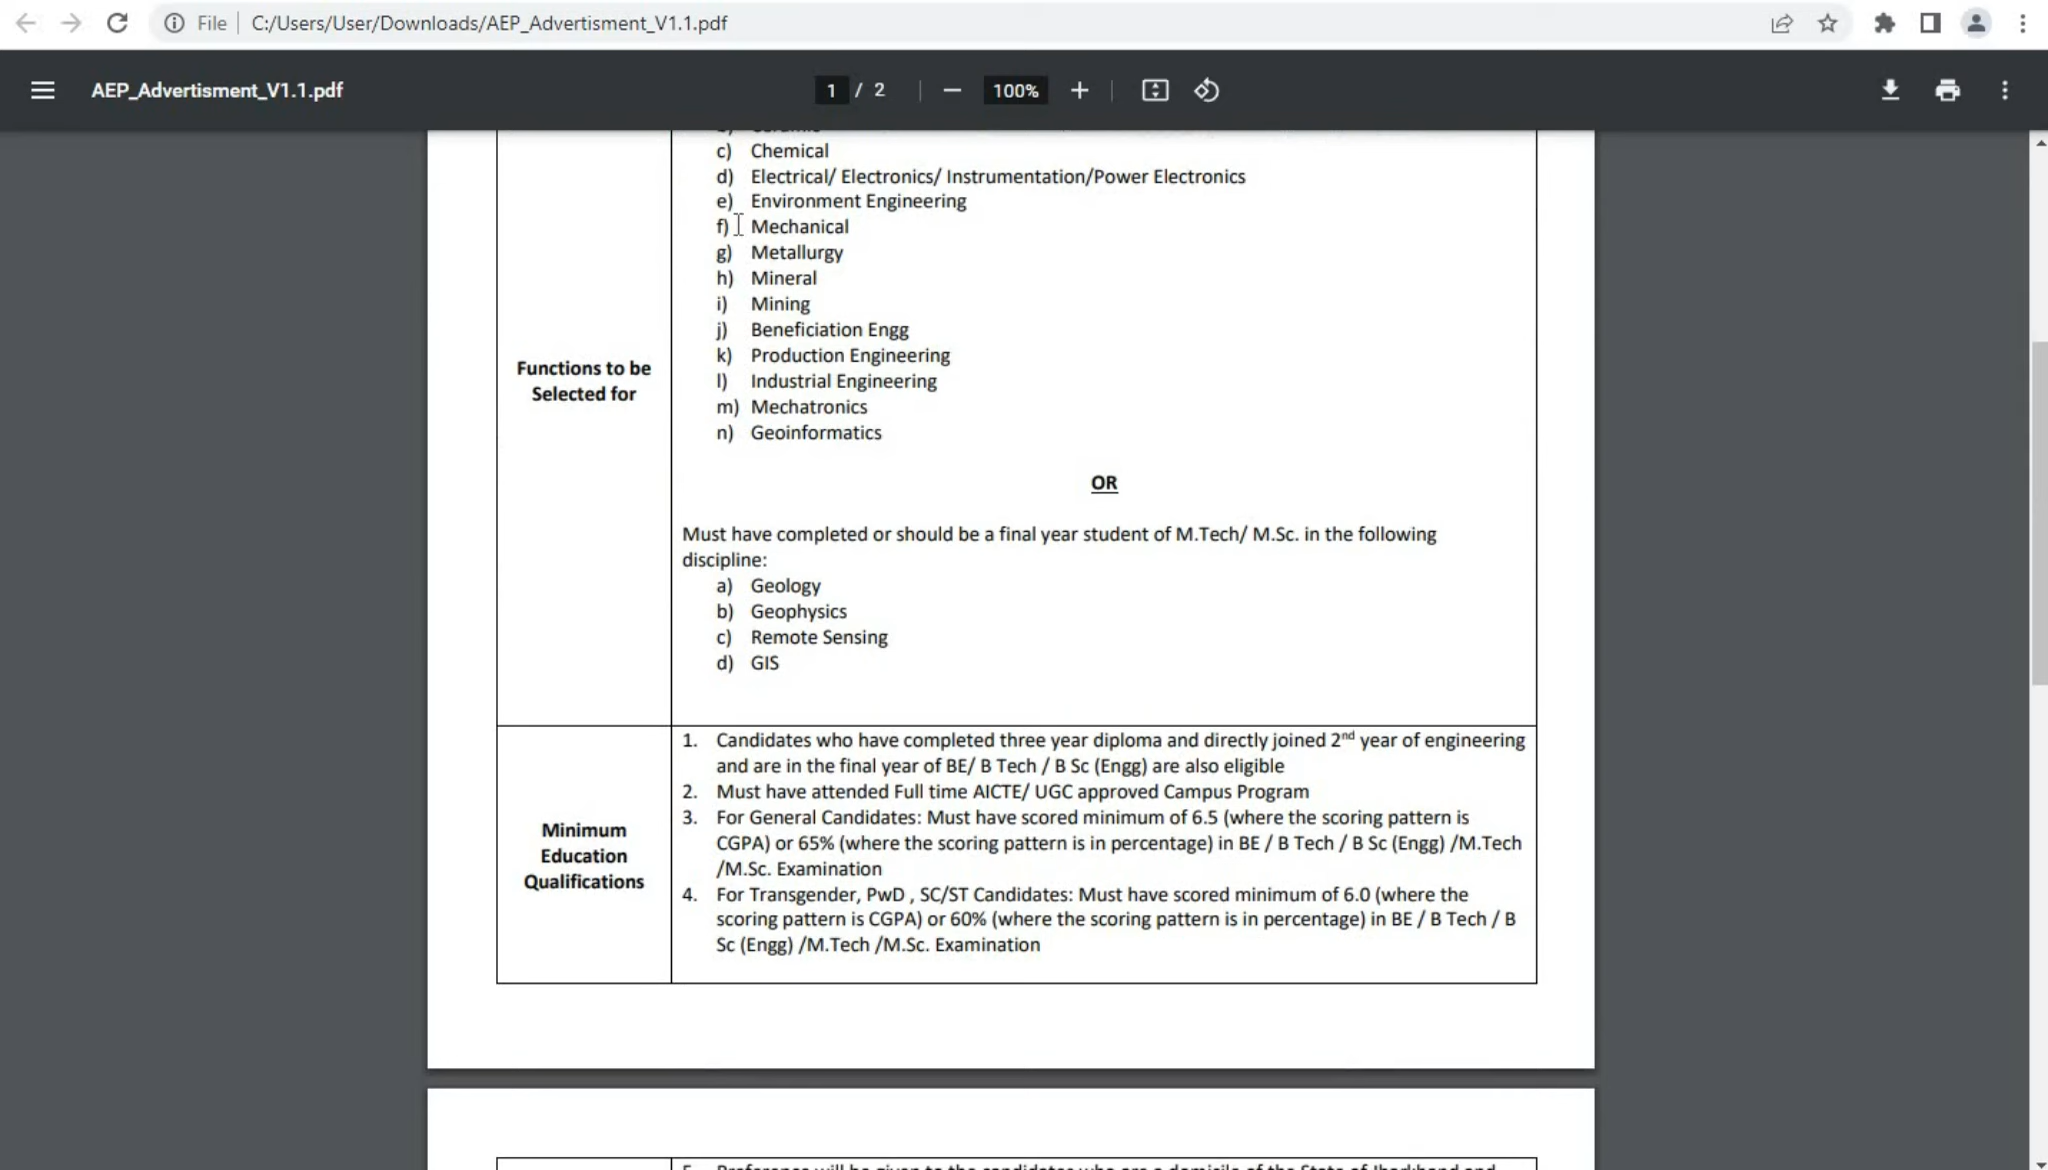 File
C:/Users/User/Downloads/AEP_Advertisment_V1.1.pdf
AEP_Advertisment_V1.1.pdf
1 / 2
100%
c) Chemical
d) Electrical/ Electronics/ Instrumentation/Power Electronics
e) Environment Engineering
f) Mechanical
g) Metallurgy
h) Mineral
i) Mining
j) Beneficiation Engg
k) Production Engineering
l) Industrial Engineering
m) Mechatronics
n) Geoinformatics
Functions to be
Selected for
OR
Must have completed or should be a final year student of M.Tech/ M.Sc. in the following
discipline:
a) Geology
b) Geophysics
c) Remote Sensing
d) GIS
Minimum
Education
Qualifications
1. Candidates who have completed three year diploma and directly joined 2nd year of engineering
and are in the final year of BE/ B Tech / B Sc (Engg) are also eligible
2. Must have attended Full time AICTE/ UGC approved Campus Program
3. For General Candidates: Must have scored minimum of 6.5 (where the scoring pattern is
CGPA) or 65% (where the scoring pattern is in percentage) in BE / B Tech / B Sc (Engg) /M.Tech
/M.Sc. Examination
4. For Transgender, PwD , SC/ST Candidates: Must have scored minimum of 6.0 (where the
scoring pattern is CGPA) or 60% (where the scoring pattern is in percentage) in BE / B Tech / B
Sc (Engg) /M.Tech /M.Sc. Examination